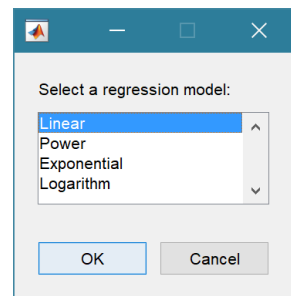 Select a regression model:
Linear
Power
Exponential
Logarithm
OK
Cancel